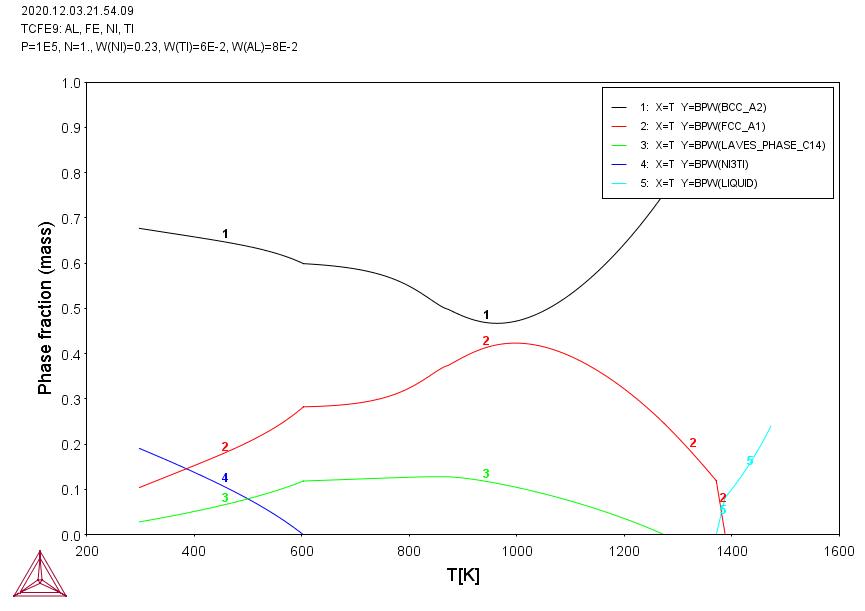 2020.12.03.21.54.09
TCFE9: AL, FE, NI, TI
P=1E5, N=1., W(NI)=0.23, W(TI)=6E-2, W(AL)=8E-2
1: X=T Y=BPW(BCC_A2)
2: X=T Y=BPW(FCC_A1)
3: X=T Y=BPW(LAVES_PHASE_C14)
4: X=T Y=BPW(NI3TI)
5: X=T Y=BPW(LIQUID)
Phase fraction (mass)
1.0
0.9
0.8
0.7
0.6
0.5
0.4
0.3
0.2
0.1
0.0
1
1
2
2
2
2
3
3
4
5
5
200 400 600 800 1000 1200 1400 1600
T[K]